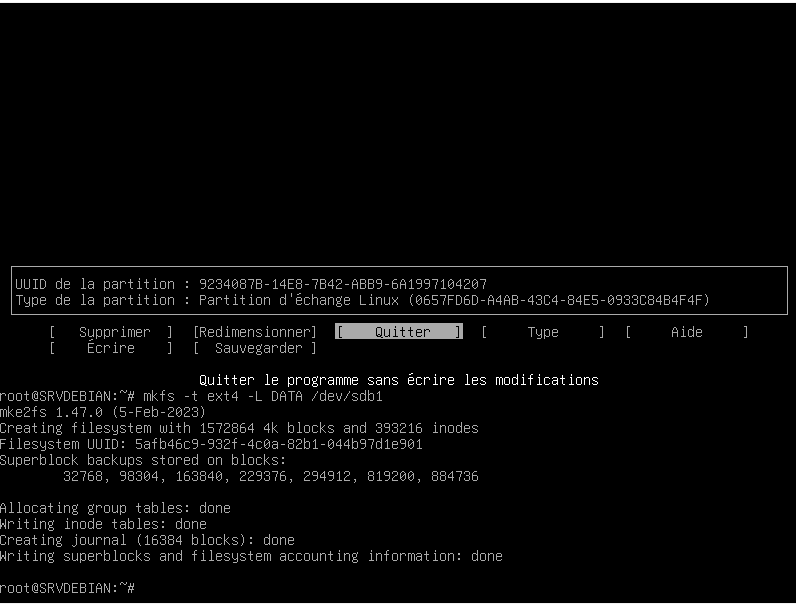 UUID de la partition : 9234087B-14E8-7B42-ABB9-6A1997104207
Type de la partition : Partition d'échange Linux (0657FD6D-A4AB-43C4-84E5-0933C84B4F4F)
[ Supprimer ] [Redimensionner] [ Quitter ] [ Type ] [ Aide ]
[ Écrire ] [ Sauvegarder ]
Quitter le programme sans écrire les modifications
root@SRVDEBIAN:~# mkfs -t ext4 -L DATA /dev/sdb1
mke2fs 1.47.0 (5-Feb-2023)
Creating filesystem with 1572864 4k blocks and 393216 inodes
Filesystem UUID: 5afb46c9-932f-4c0a-82b1-044b97d1e901
Superblock backups stored on blocks:
32768, 98304, 163840, 229376, 294912, 819200, 884736
Allocating group tables: done
Writing inode tables: done
Creating journal (16384 blocks): done
Writing superblocks and filesystem accounting information: done
root@SRVDEBIAN:~#